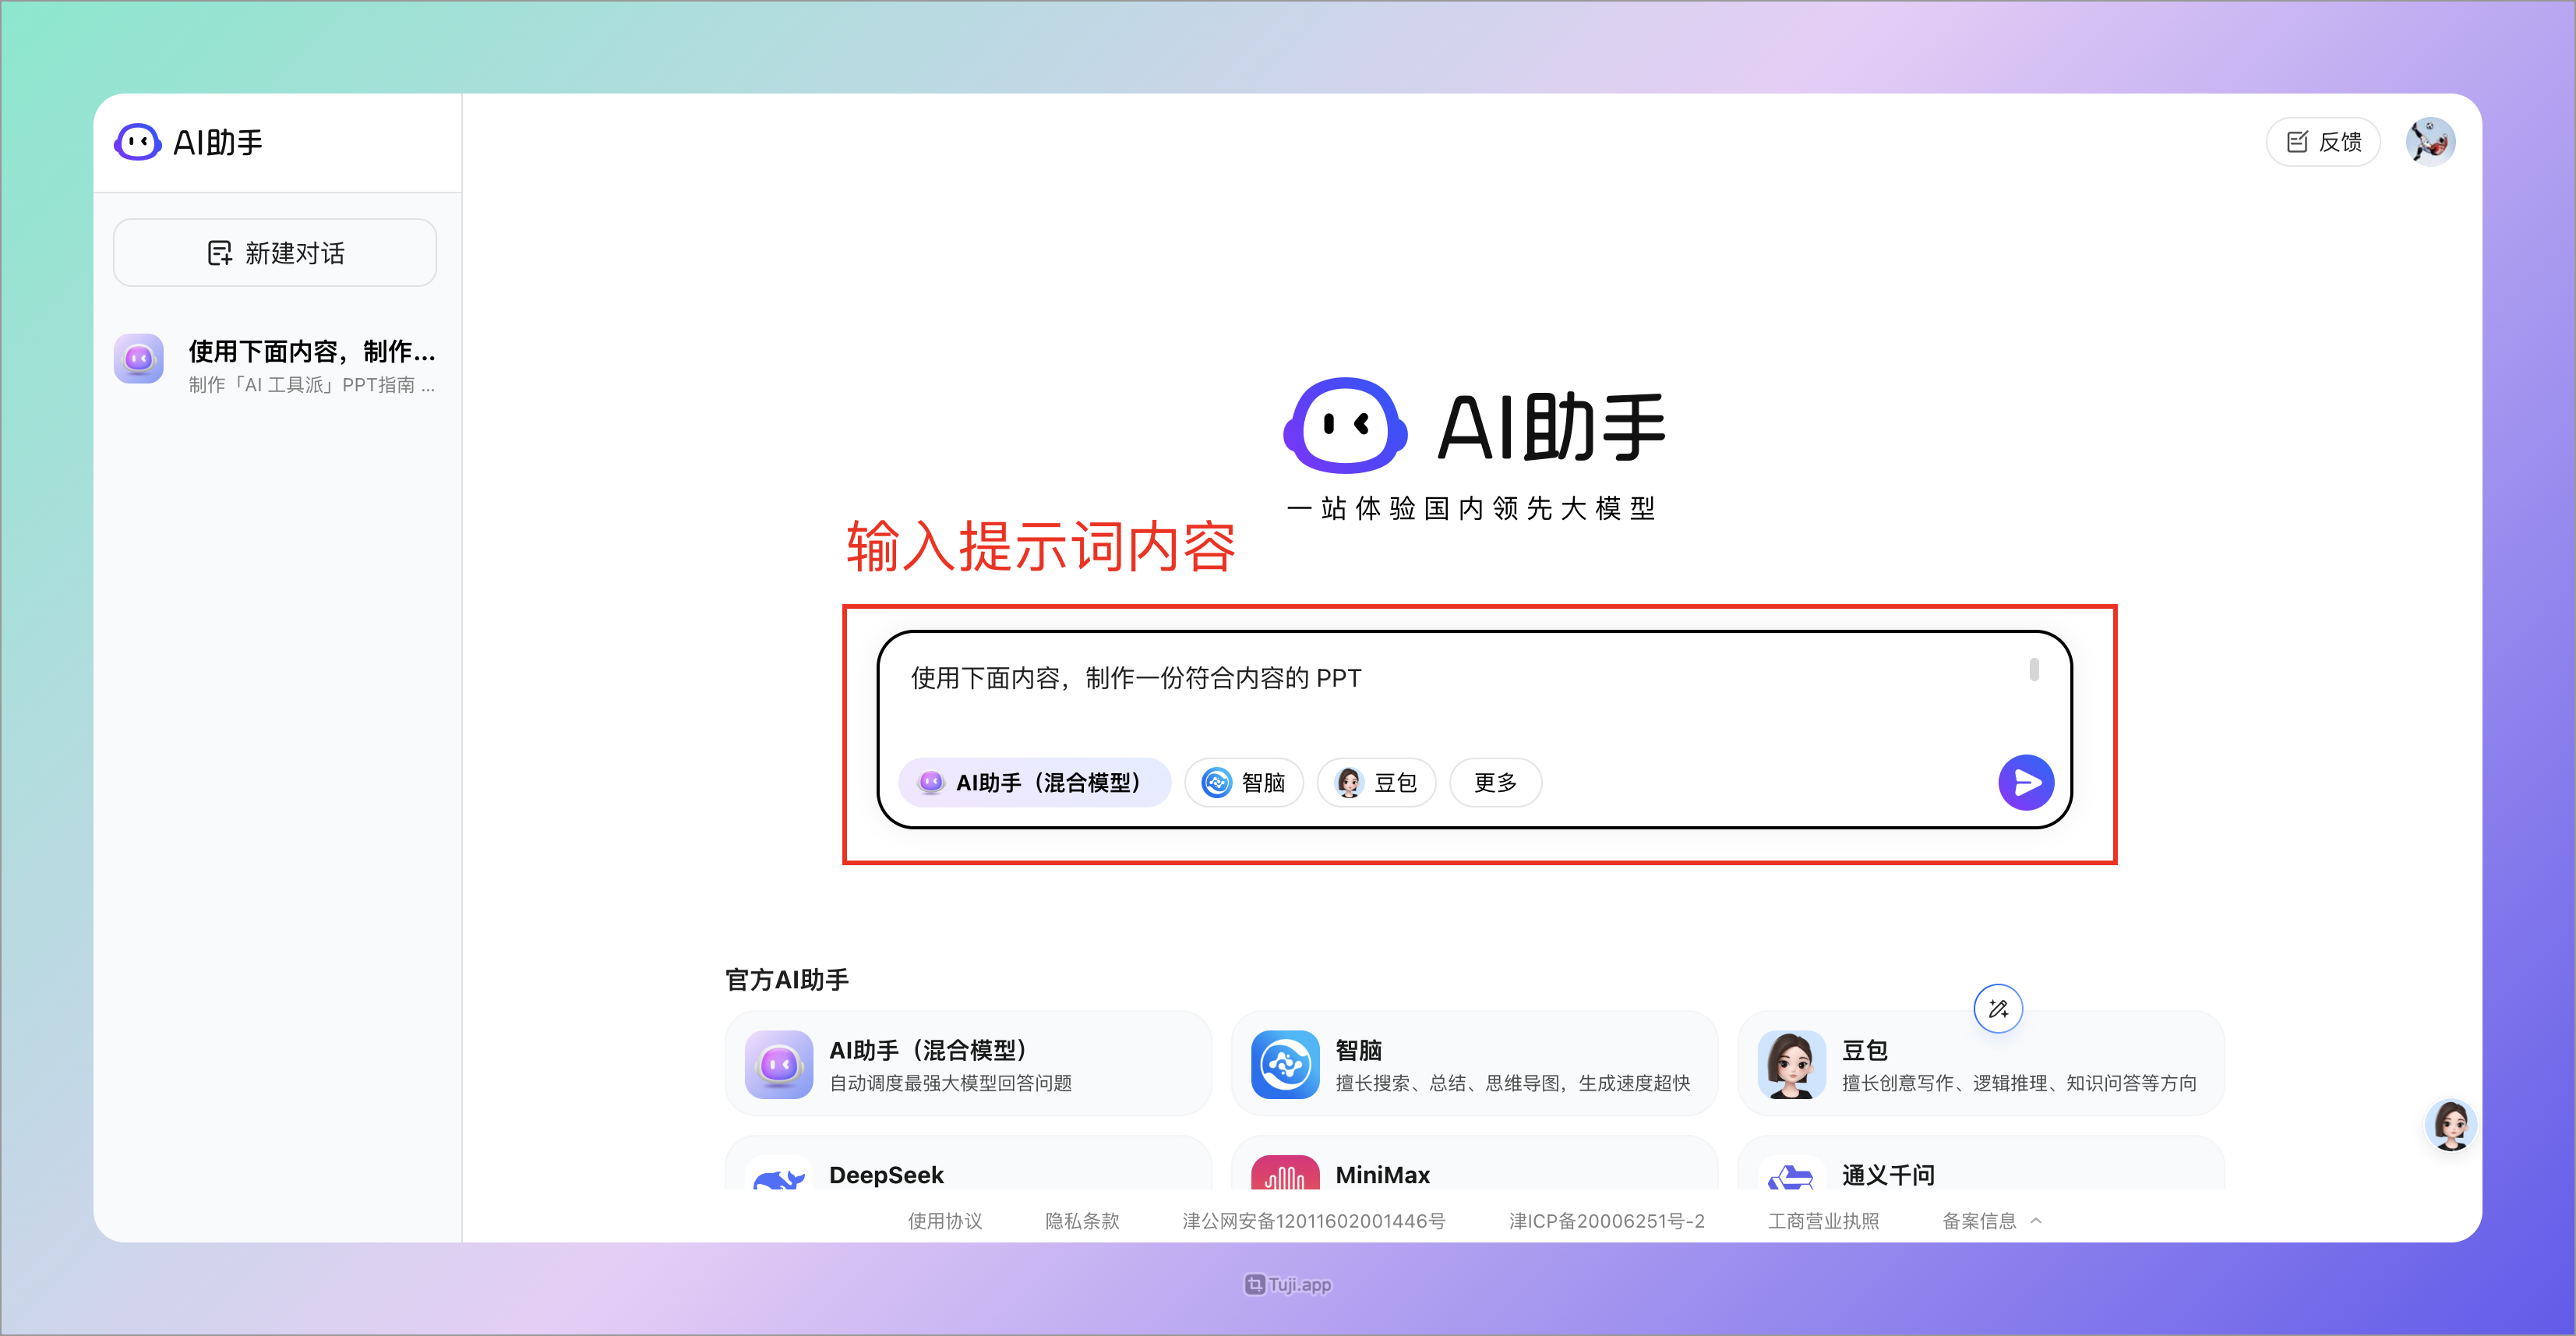 AI助手
反馈
新建对话
使用下面内容，制作...
制作「AI 工具派」PPT指南 ...
AI助手
一站体验国内领先大模型
输入提示词内容
使用下面内容，制作一份符合内容的 PPT
AI助手（混合模型）
智脑
豆包
更多
官方AI助手
AI助手（混合模型）
自动调度最强大模型回答问题
智脑
擅长搜索、总结、思维导图，生成速度超快
豆包
擅长创意写作、逻辑推理、知识问答等方向
DeepSeek
MiniMax
通义千问
使用协议
隐私条款
津公网安备12011602001446号
津ICP备20006251号-2
工商营业执照
备案信息
Tuji.app